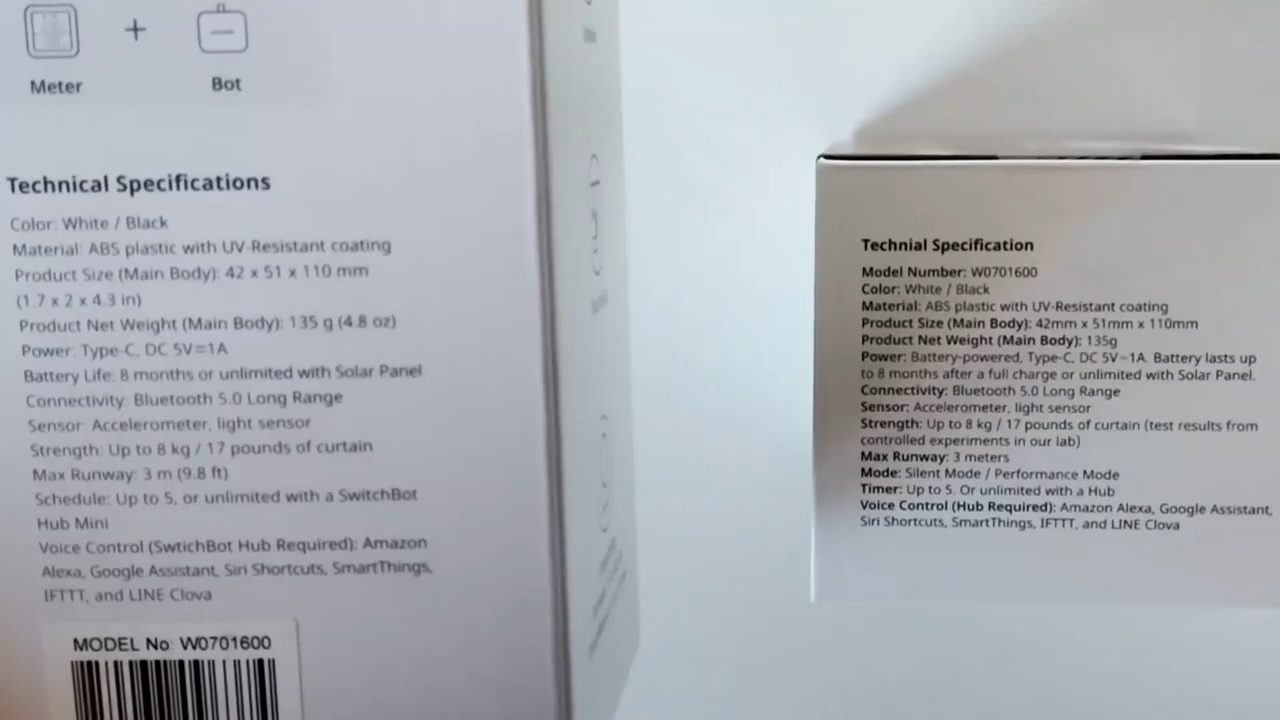 Meter
+
Bot
Technical Specifications
Color: White / Black
Material: ABS plastic with UV-Resistant coating
Product Size (Main Body): 42 x 51 x 110 mm
(1.7 x 2 x 4.3 in)
Product Net Weight (Main Body): 135 g (4.8 oz)
Power: Type-C, DC 5V=1A
Battery Life: 8 months or unlimited with Solar Panel
Connectivity: Bluetooth 5.0 Long Range
Sensor: Accelerometer, light sensor
Strength: Up to 8 kg / 17 pounds of curtain
Max Runway: 3 m (9.8 ft)
Schedule: Up to 5, or unlimited with a SwitchBot
Hub Mini
Voice Control (SwtichBot Hub Required): Amazon
Alexa, Google Assistant, Siri Shortcuts, SmartThings,
IFTTT, and LINE Clova
MODEL No: W0701600
Technial Specification
Model Number: W0701600
Color: White / Black
Material: ABS plastic with UV-Resistant coating
Product Size (Main Body): 42mm x 51mm x 110mm
Product Net Weight (Main Body): 135g
Power: Battery-powered, Type-C, DC 5V⎓1A. Battery lasts up
to 8 months after a full charge or unlimited with Solar Panel.
Connectivity: Bluetooth 5.0 Long Range
Sensor: Accelerometer, light sensor
Strength: Up to 8 kg / 17 pounds of curtain (test results from
controlled experiments in our lab)
Max Runway: 3 meters
Mode: Silent Mode / Performance Mode
Timer: Up to 5. Or unlimited with a Hub
Voice Control (Hub Required): Amazon Alexa, Google Assistant,
Siri Shortcuts, SmartThings, IFTTT, and LINE Clova